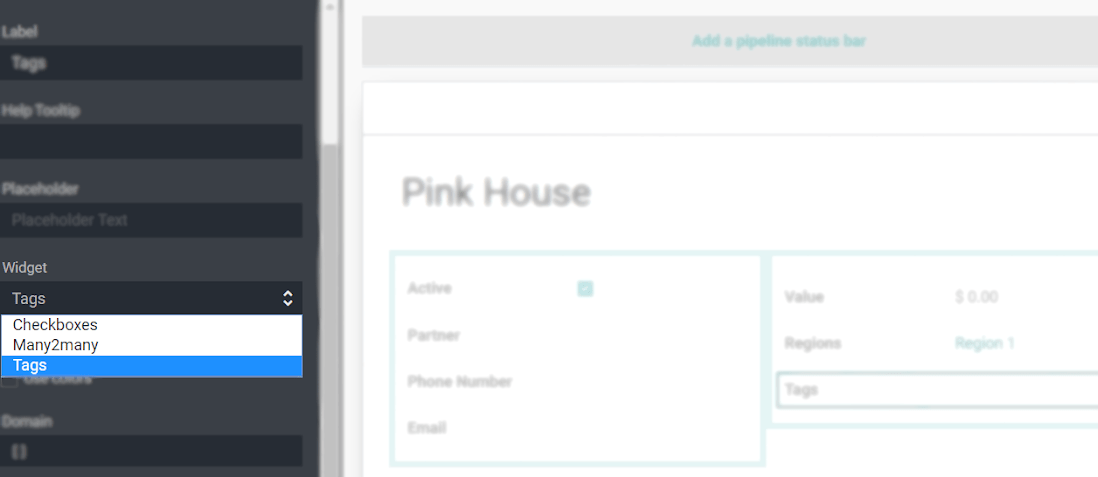 Label
Tags
Help Tooltip
Placeholder
Placeholder Text
Widget
Tags
Checkboxes
Many2many
Tags
Use colors
Domain
[]
Add a pipeline status bar
Pink House
Active
Partner
Phone Number
Email
Value $ 0.00
Regions Region 1
Tags